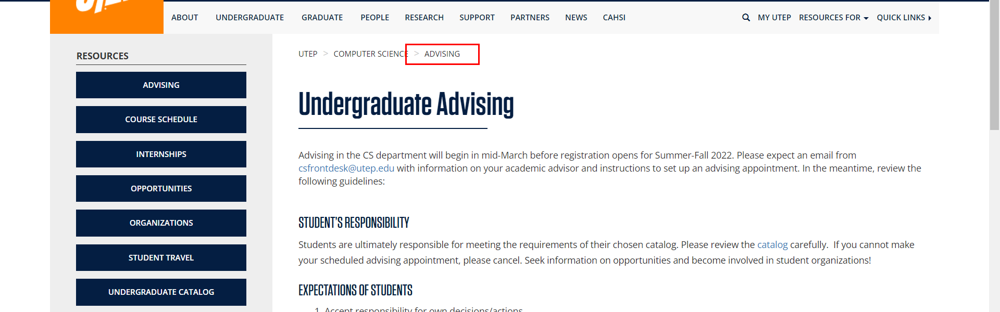 ABOUT UNDERGRADUATE GRADUATE PEOPLE RESEARCH SUPPORT PARTNERS NEWS CAHSI MY UTEP RESOURCES FOR QUICK LINKS
RESOURCES
ADVISING
COURSE SCHEDULE
INTERNSHIPS
OPPORTUNITIES
ORGANIZATIONS
STUDENT TRAVEL
UNDERGRADUATE CATALOG
UTEP > COMPUTER SCIENCE > ADVISING
Undergraduate Advising
Advising in the CS department will begin in mid-March before registration opens for Summer-Fall 2022. Please expect an email from
csfrontdesk@utep.edu with information on your academic advisor and instructions to set up an advising appointment. In the meantime, review the
following guidelines:
STUDENT'S RESPONSIBILITY
Students are ultimately responsible for meeting the requirements of their chosen catalog. Please review the catalog carefully.  If you cannot make
your scheduled advising appointment, please cancel. Seek information on opportunities and become involved in student organizations!
EXPECTATIONS OF STUDENTS
1. Accept responsibility for own decisions/actions